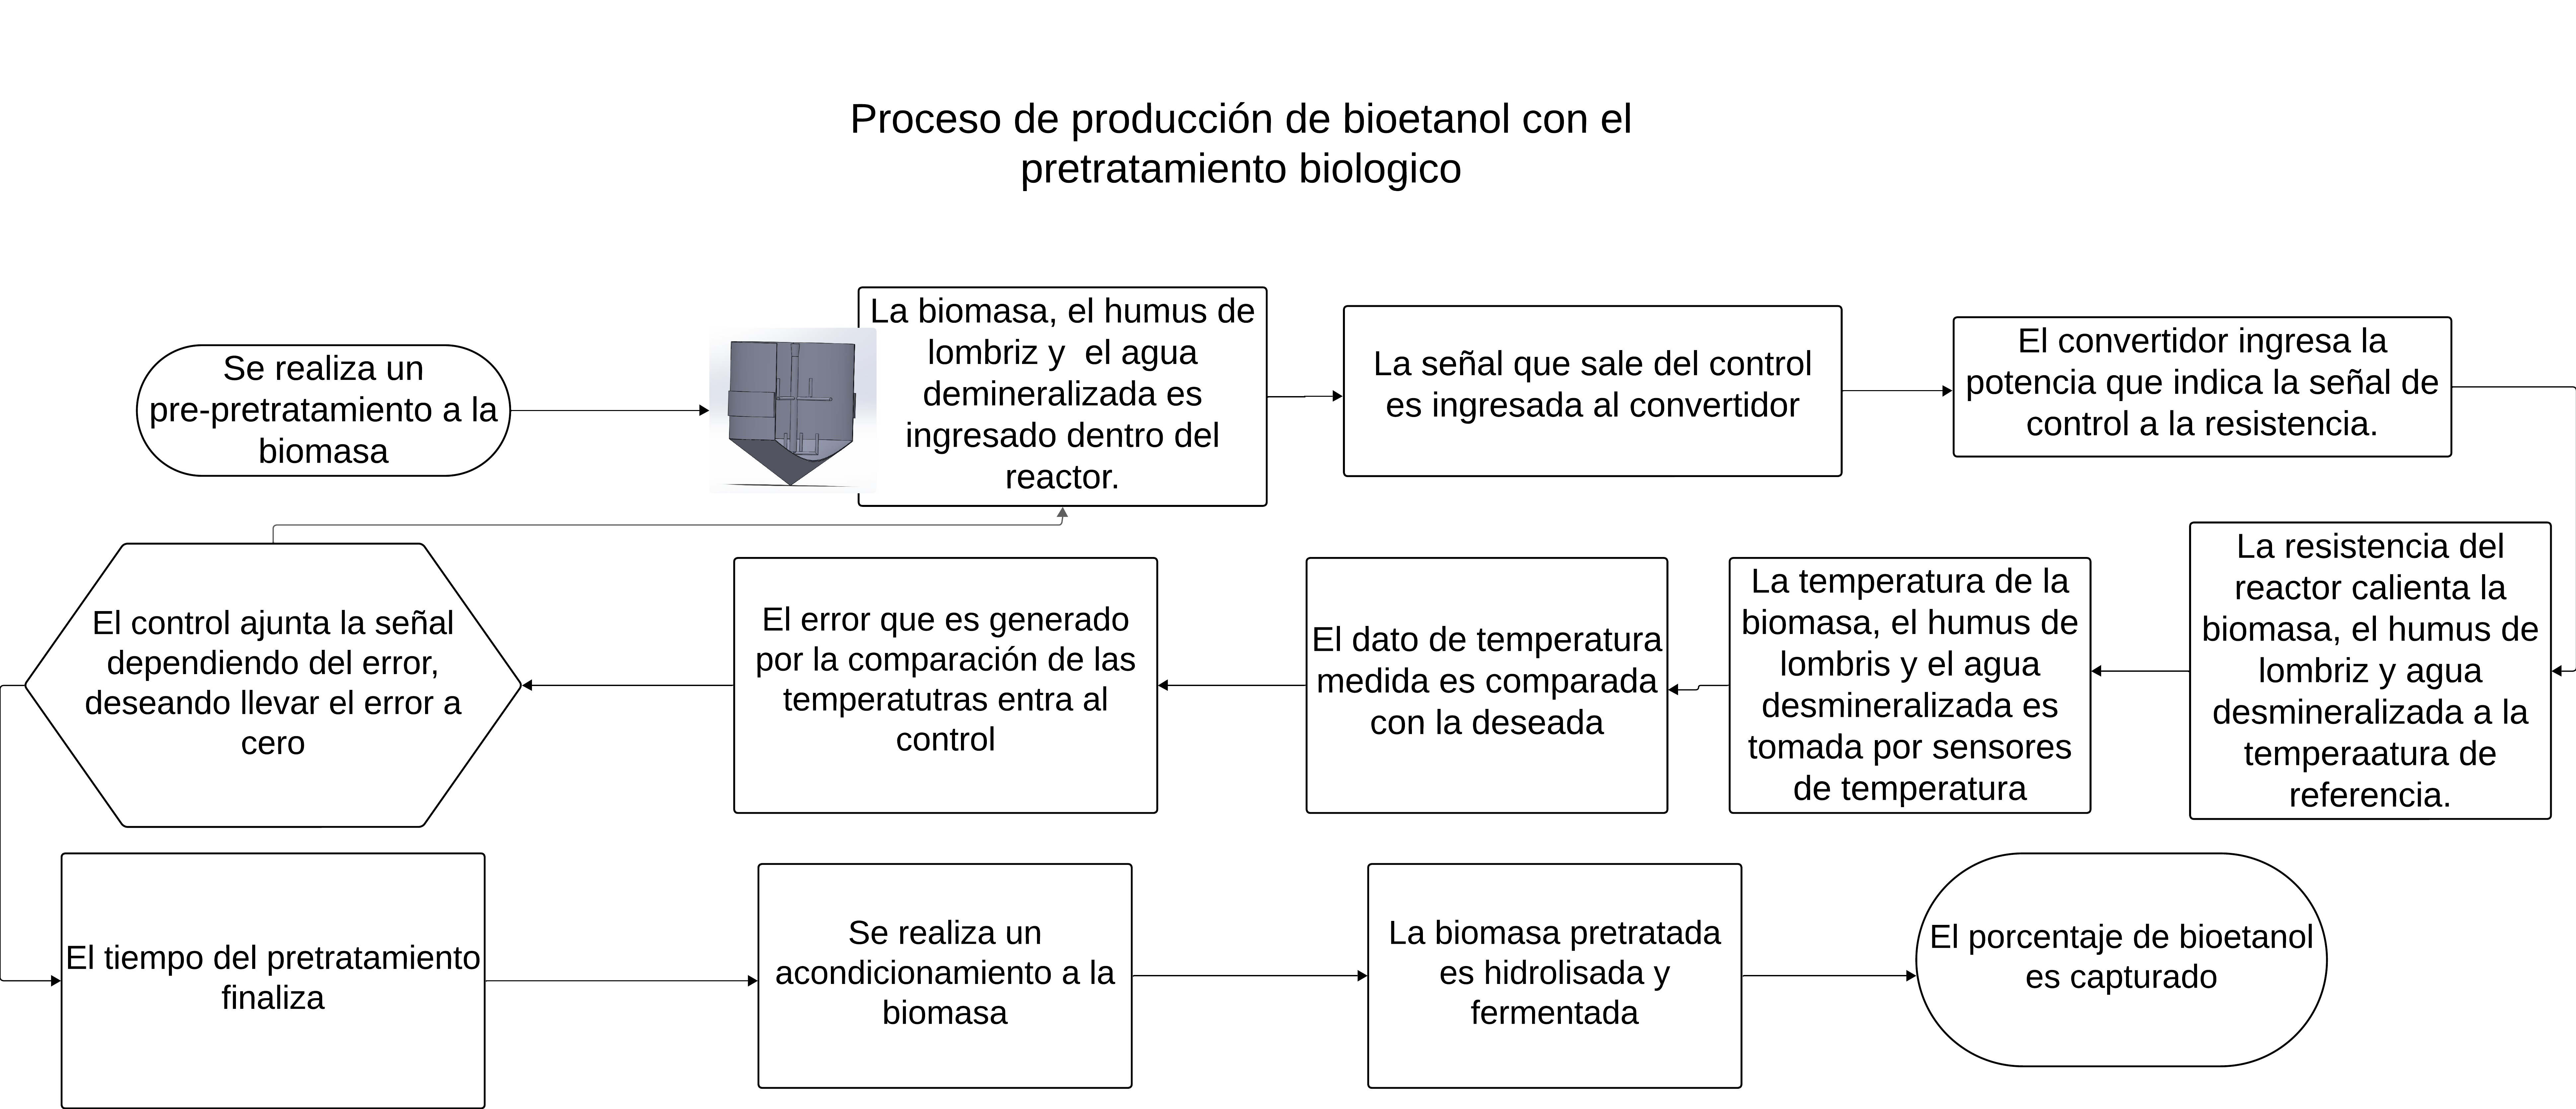 Proceso de producción de bioetanol con el
pretratamiento biologico
Se realiza un
pre-pretratamiento a la
biomasa
La biomasa, el humus de
lombriz y el agua
demineralizada es
ingresado dentro del
reactor.
La señal que sale del control
es ingresada al convertidor
El convertidor ingresa la
potencia que indica la señal de
control a la resistencia.
La resistencia del
reactor calienta la
biomasa, el humus de
lombriz y agua
desmineralizada a la
temperaatura de
referencia.
La temperatura de la
biomasa, el humus de
lombris y el agua
desmineralizada es
tomada por sensores
de temperatura
El dato de temperatura
medida es comparada
con la deseada
El error que es generado
por la comparación de las
temperatutras entra al
control
El control ajunta la señal
dependiendo del error,
deseando llevar el error a
cero
El tiempo del pretratamiento
finaliza
Se realiza un
acondicionamiento a la
biomasa
La biomasa pretratada
es hidrolisada y
fermentada
El porcentaje de bioetanol
es capturado